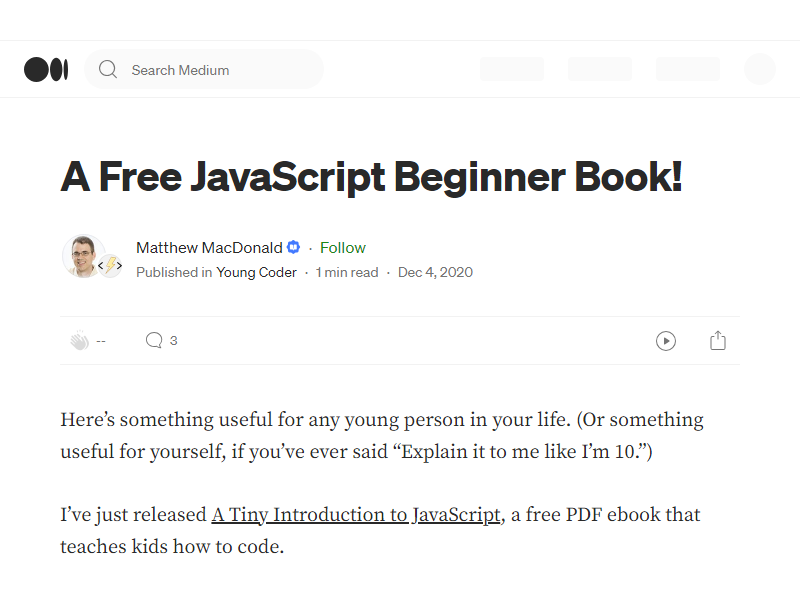 Search Medium
A Free JavaScript Beginner Book!
Matthew MacDonald · Follow
Published in Young Coder · 1 min read · Dec 4, 2020
-- 3
Here’s something useful for any young person in your life. (Or something
useful for yourself, if you’ve ever said “Explain it to me like I’m 10.”)
I’ve just released A Tiny Introduction to JavaScript, a free PDF ebook that
teaches kids how to code.